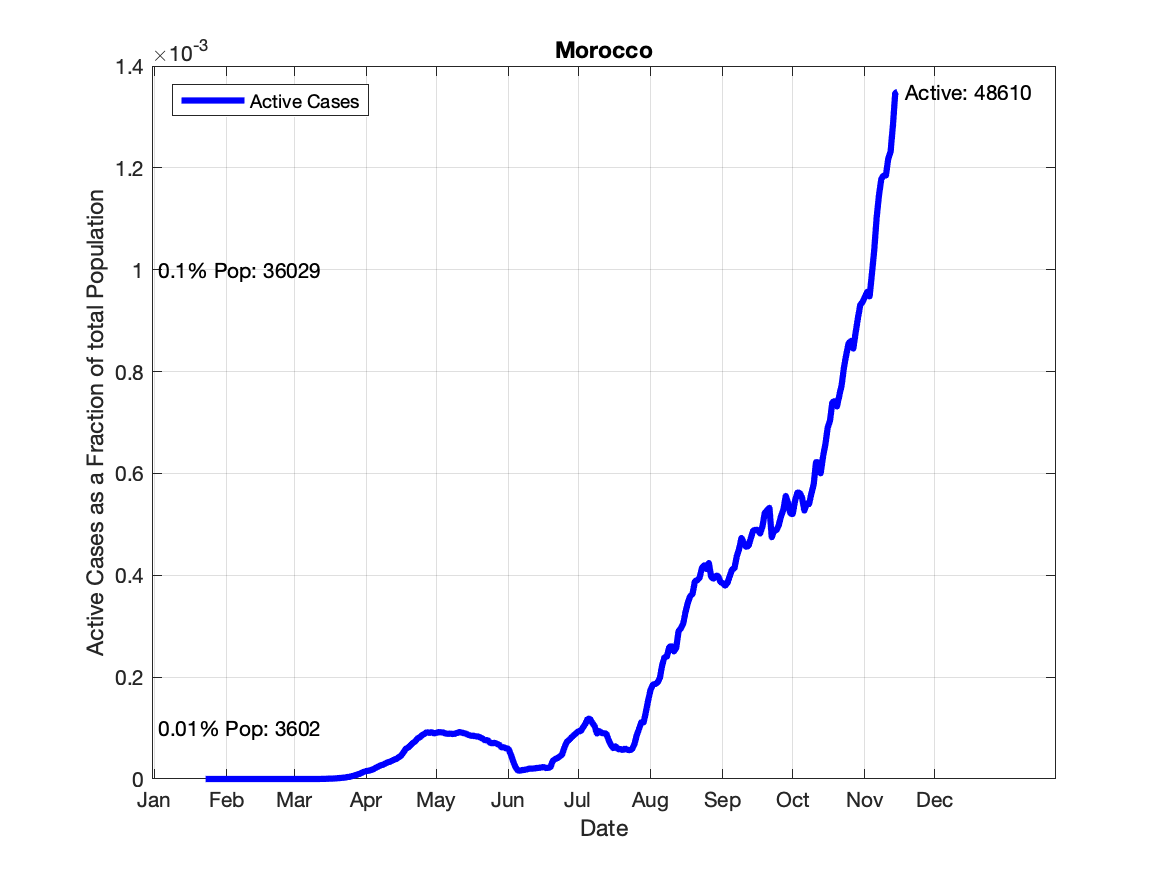 Morocco
×10-3
1.4
1.2
1
0.8
0.6
0.4
0.2
0
Active Cases as a Fraction of total Population
Active Cases
Active: 48610
0.1% Pop: 36029
0.01% Pop: 3602
Jan Feb Mar Apr May Jun Jul Aug Sep Oct Nov Dec
Date